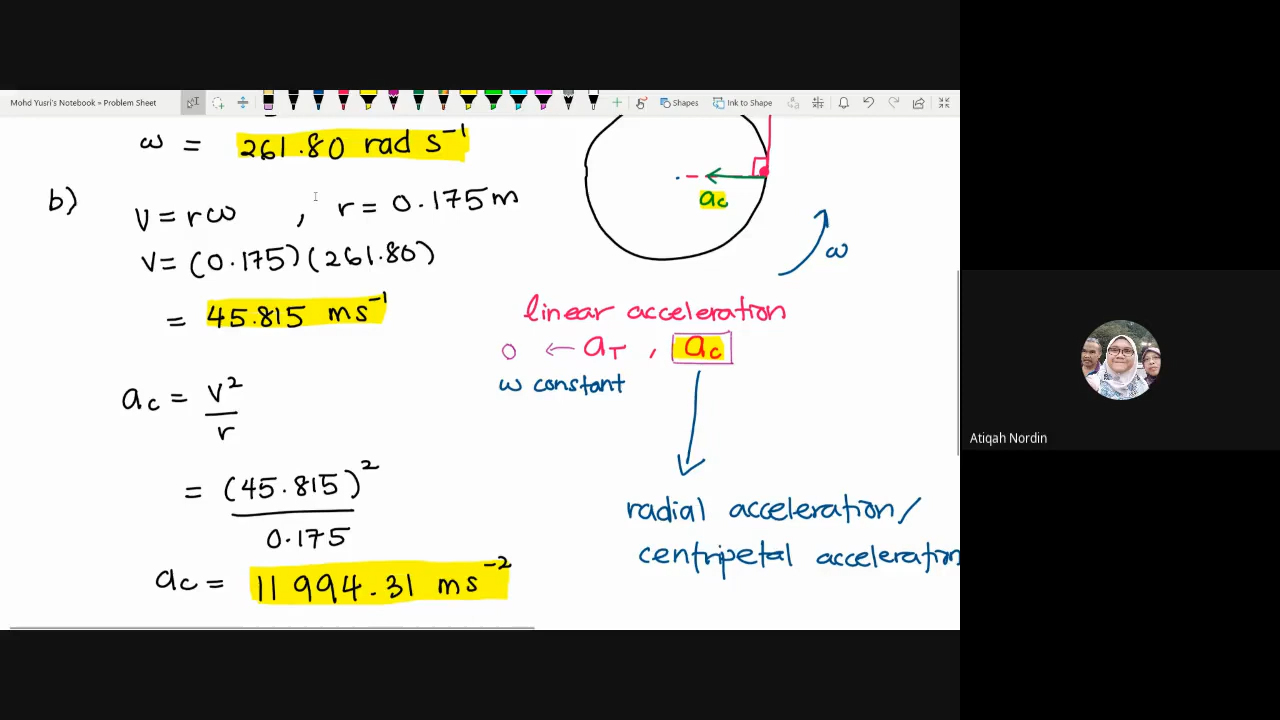 Mohd Yusri's Notebook » Problem Sheet
Shapes
Ink to Shape
ω = 261.80 rad s⁻¹
b)
v = rω , r = 0.175m
v = (0.175)(261.80)
= 45.815 ms⁻¹
ac = v²
r
= (45.815)²
0.175
ac = 11 994.31 ms⁻²
ac
ω
linear acceleration
0 ← aT , ac
ω constant
radial acceleration/
centripetal acceleration
Atiqah Nordin